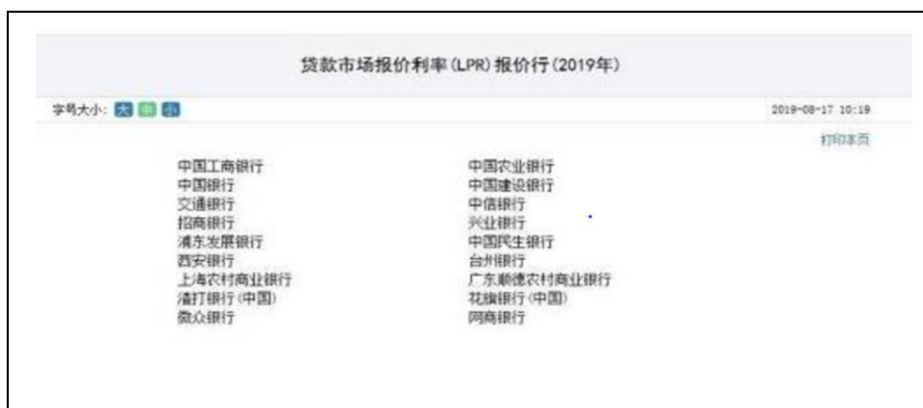 贷款市场报价利率(LPR)报价行(2019年)
字号大小: 大 中 小 2019-08-17 10:19
打印本页
中国工商银行 中国农业银行
中国银行 中国建设银行
交通银行 中信银行
招商银行 兴业银行
浦东发展银行 中国民生银行
西安银行 台州银行
上海农村商业银行 广东顺德农村商业银行
渣打银行(中国) 花旗银行(中国)
微众银行 网商银行